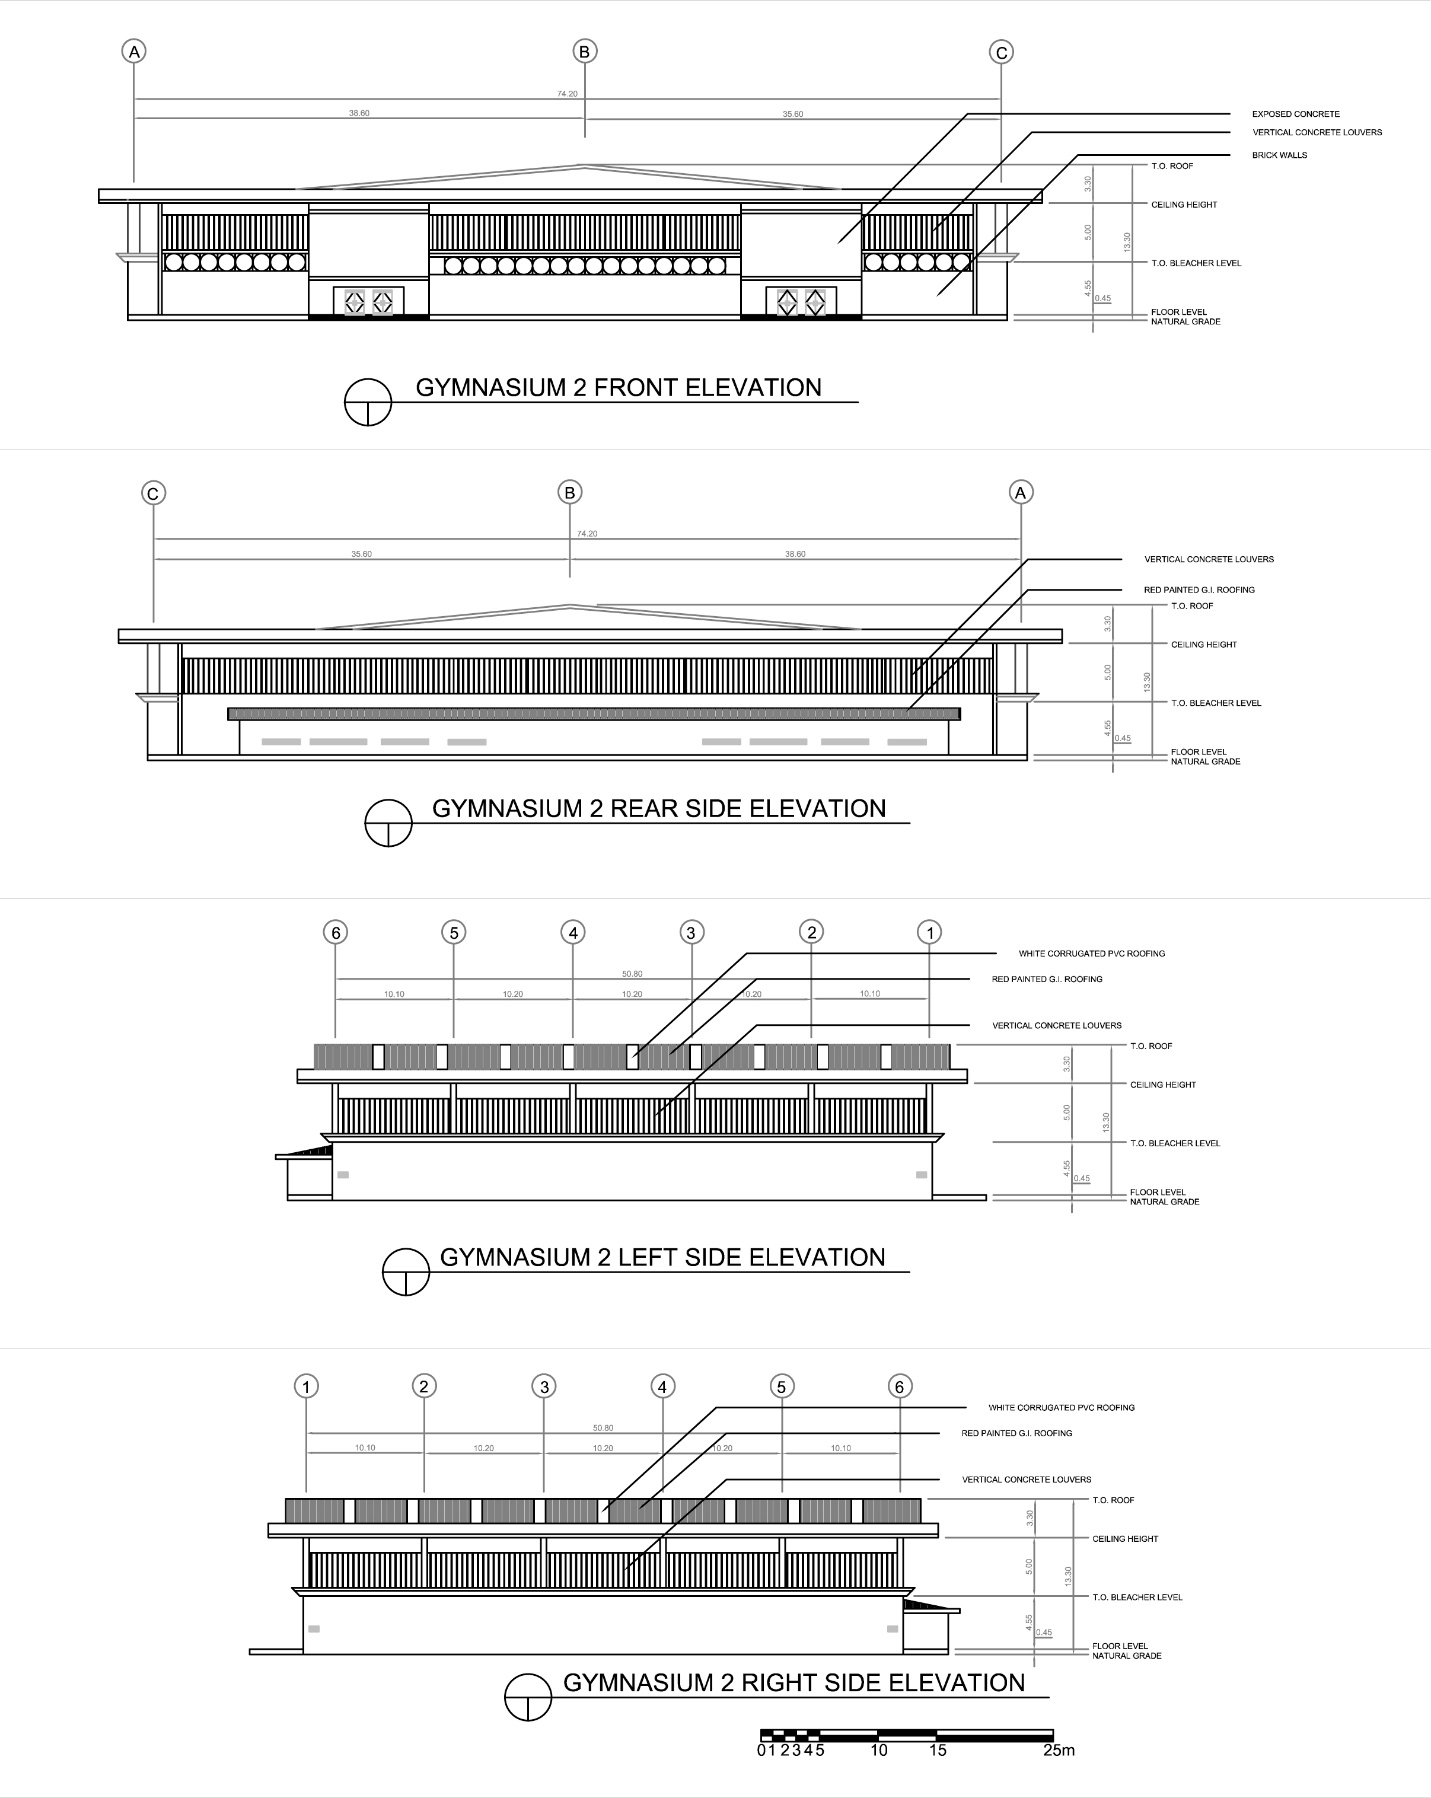 A B C
74.20
38.60 35.60
EXPOSED CONCRETE
VERTICAL CONCRETE LOUVERS
BRICK WALLS
T.O. ROOF
3.30
CEILING HEIGHT
5.00
13.30
T.O. BLEACHER LEVEL
4.55
0.45
FLOOR LEVEL
NATURAL GRADE
GYMNASIUM 2 FRONT ELEVATION
C B A
74.20
35.60 38.60
VERTICAL CONCRETE LOUVERS
RED PAINTED G.I. ROOFING
T.O. ROOF
3.30
CEILING HEIGHT
5.00
13.30
T.O. BLEACHER LEVEL
4.55
0.45
FLOOR LEVEL
NATURAL GRADE
GYMNASIUM 2 REAR SIDE ELEVATION
6 5 4 3 2 1
WHITE CORRUGATED PVC ROOFING
50.80
RED PAINTED G.I. ROOFING
10.10 10.20 10.20 10.20 10.10
VERTICAL CONCRETE LOUVERS
T.O. ROOF
3.30
CEILING HEIGHT
5.00
13.30
T.O. BLEACHER LEVEL
4.55
0.45
FLOOR LEVEL
NATURAL GRADE
GYMNASIUM 2 LEFT SIDE ELEVATION
1 2 3 4 5 6
WHITE CORRUGATED PVC ROOFING
50.80
RED PAINTED G.I. ROOFING
10.10 10.20 10.20 10.20 10.10
VERTICAL CONCRETE LOUVERS
T.O. ROOF
3.30
CEILING HEIGHT
5.00
13.30
T.O. BLEACHER LEVEL
4.55
0.45
FLOOR LEVEL
NATURAL GRADE
GYMNASIUM 2 RIGHT SIDE ELEVATION
0 1 2 3 4 5 10 15 25m